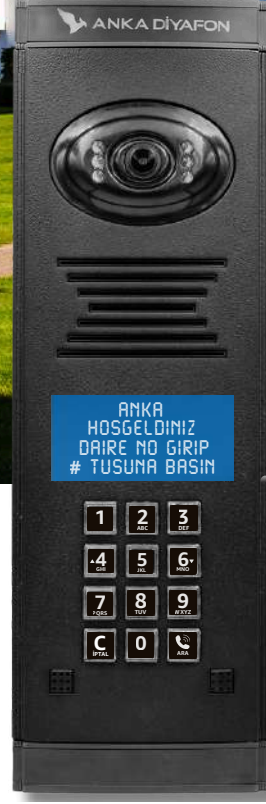 ANKA DİYAFON
ANKA
HOSGELDINIZ
DAIRE NO GIRIP
# TUSUNA BASIN
1 2 ABC 3 DEF
4 GHI 5 JKL 6 MNO
7 PQRS 8 TUV 9 WXYZ
C İPTAL 0 ARA